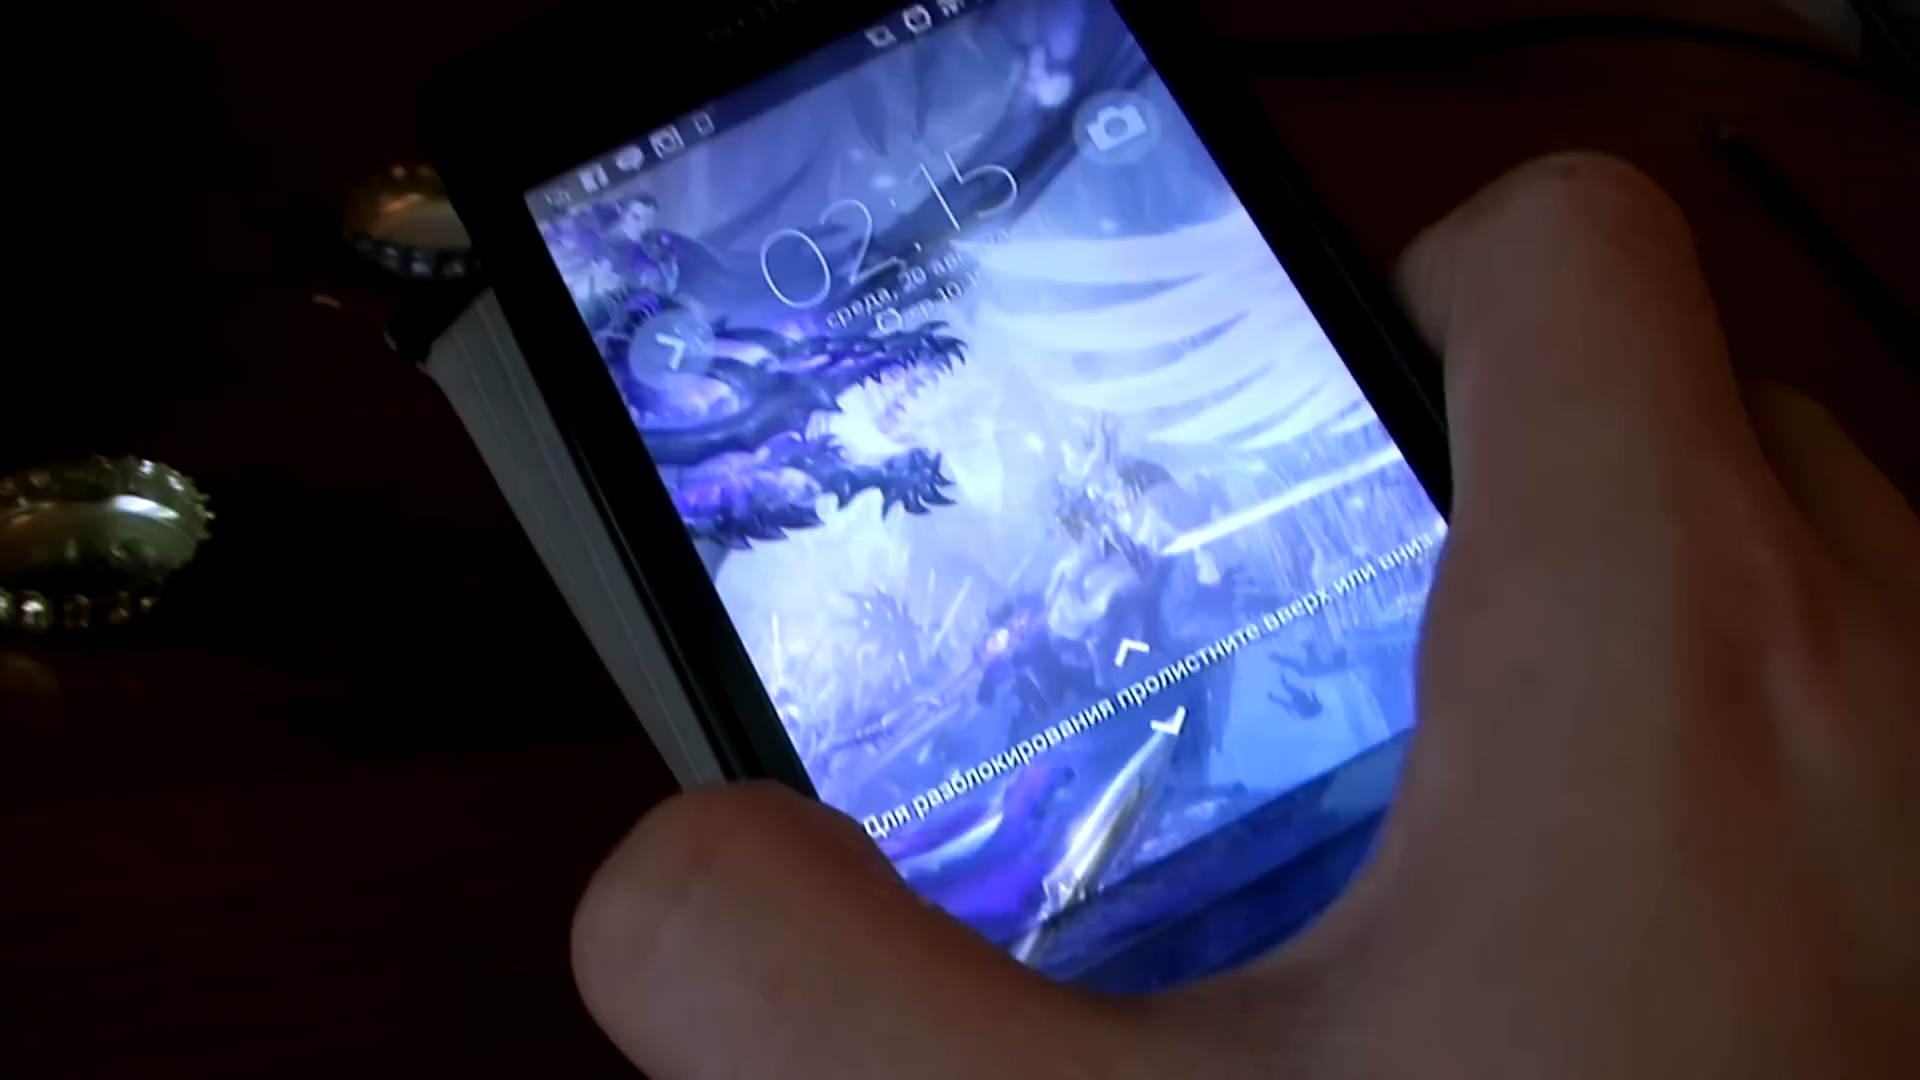 02:15
среда, 20
Для разблокирования пролистните вверх или вниз